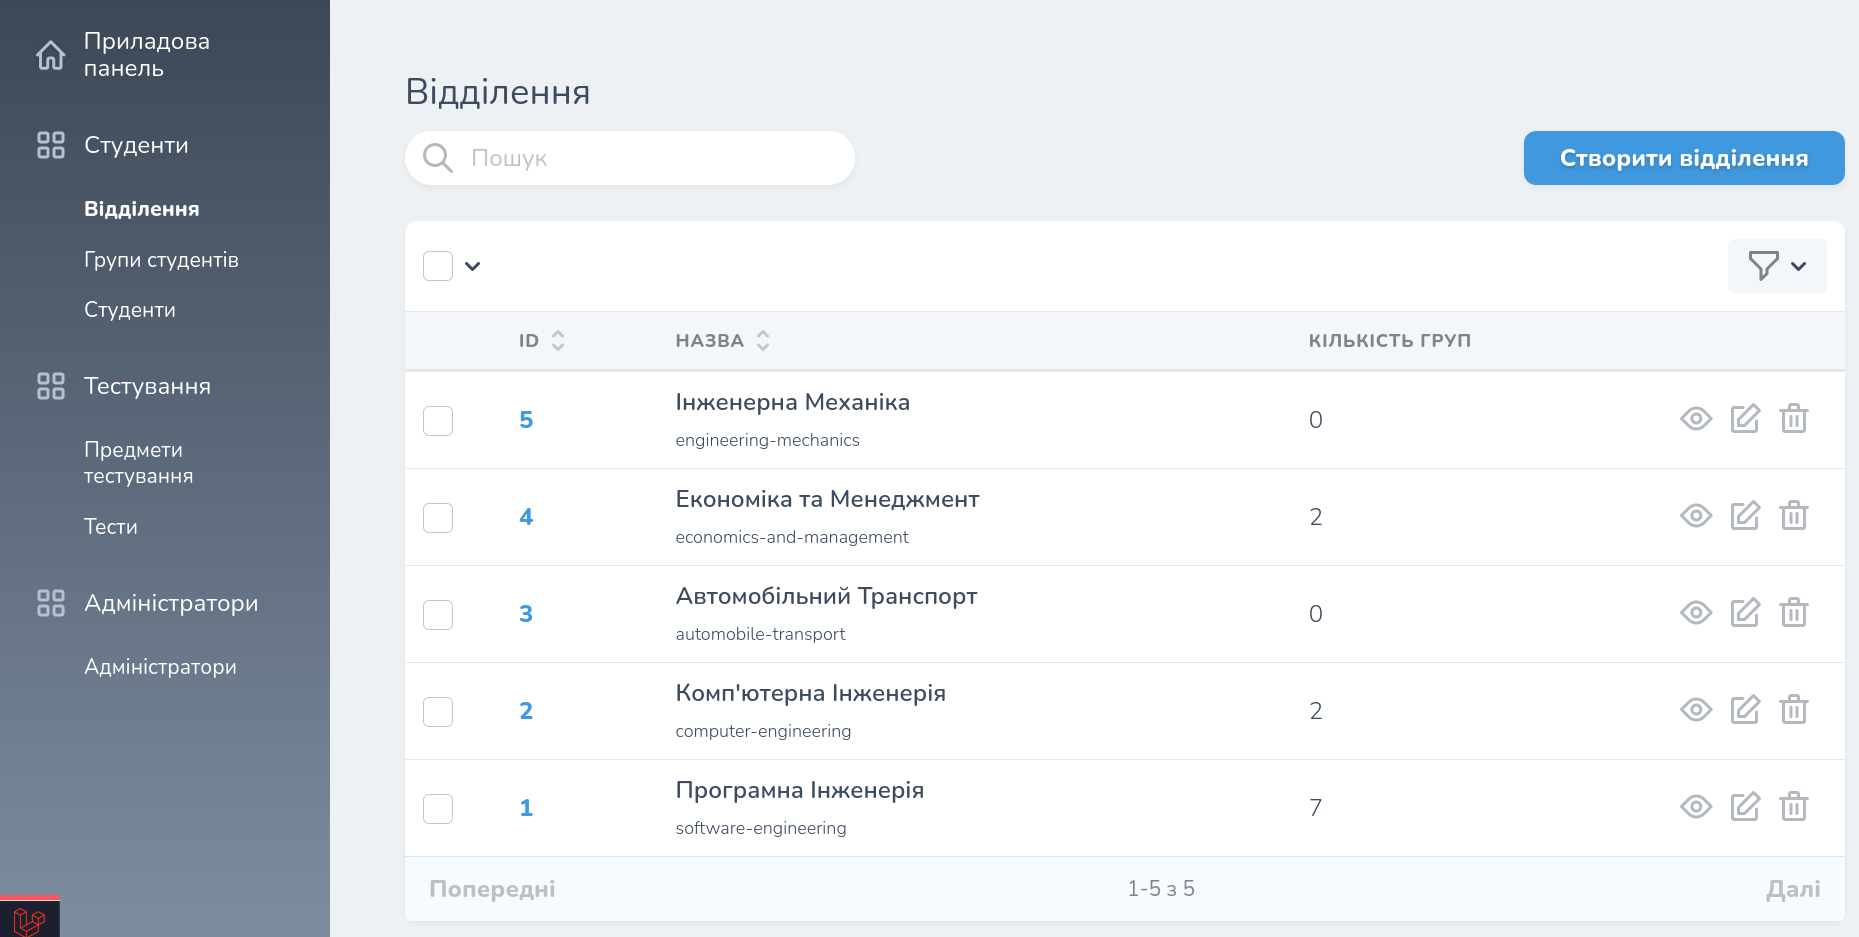 Приладова
панель
Студенти
Відділення
Групи студентів
Студенти
Тестування
Предмети
тестування
Тести
Адміністратори
Адміністратори
Відділення
Пошук
Створити відділення
ID НАЗВА КІЛЬКІСТЬ ГРУП
5 Інженерна Механіка 0
engineering-mechanics
4 Економіка та Менеджмент 2
economics-and-management
3 Автомобільний Транспорт 0
automobile-transport
2 Комп'ютерна Інженерія 2
computer-engineering
1 Програмна Інженерія 7
software-engineering
Попередні 1-5 з 5 Далі